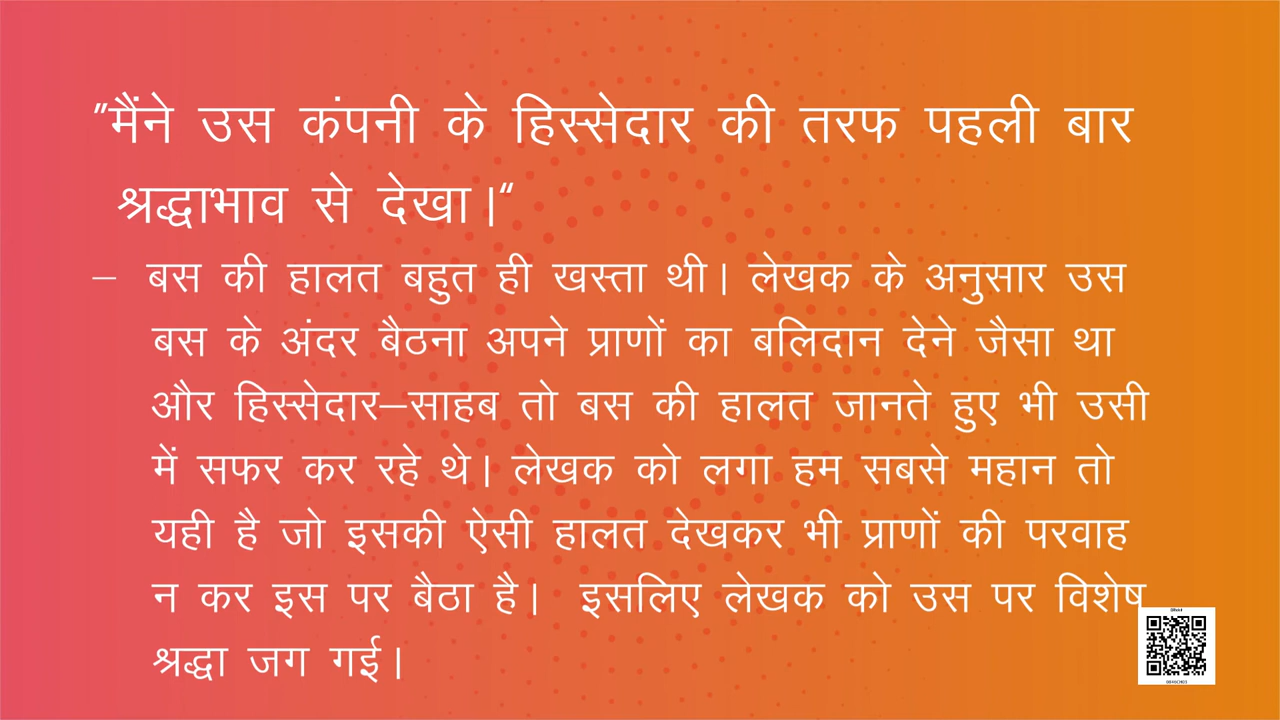 "मैंने उस कंपनी के हिस्सेदार की तरफ पहली बार
श्रद्धाभाव से देखा।"
– बस की हालत बहुत ही खस्ता थी। लेखक के अनुसार उस
बस के अंदर बैठना अपने प्राणों का बलिदान देने जैसा था
और हिस्सेदार–साहब तो बस की हालत जानते हुए भी उसी
में सफर कर रहे थे। लेखक को लगा हम सबसे महान तो
यही है जो इसकी ऐसी हालत देखकर भी प्राणों की परवाह
न कर इस पर बैठा है। इसलिए लेखक को उस पर विशेष
श्रद्धा जग गई।